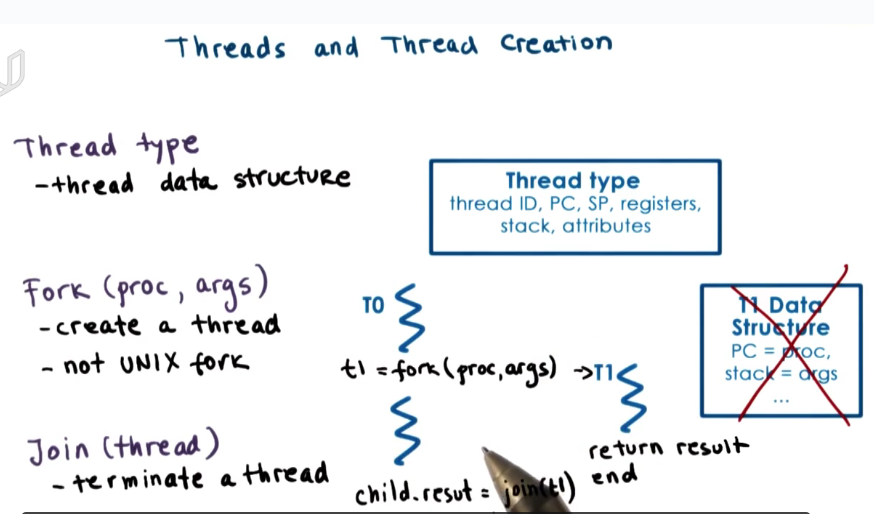 Threads and Thread Creation
Thread type
-thread data structure
Thread type
thread ID, PC, SP, registers,
stack, attributes
Fork (proc, args)
-create a thread
- not UNIX fork
T0
t1 = fork(proc,args) →T1
T1 Data
Structure
PC = proc,
stack = args
...
Join (thread)
- terminate a thread
return result
end
child.resut = join(t1)